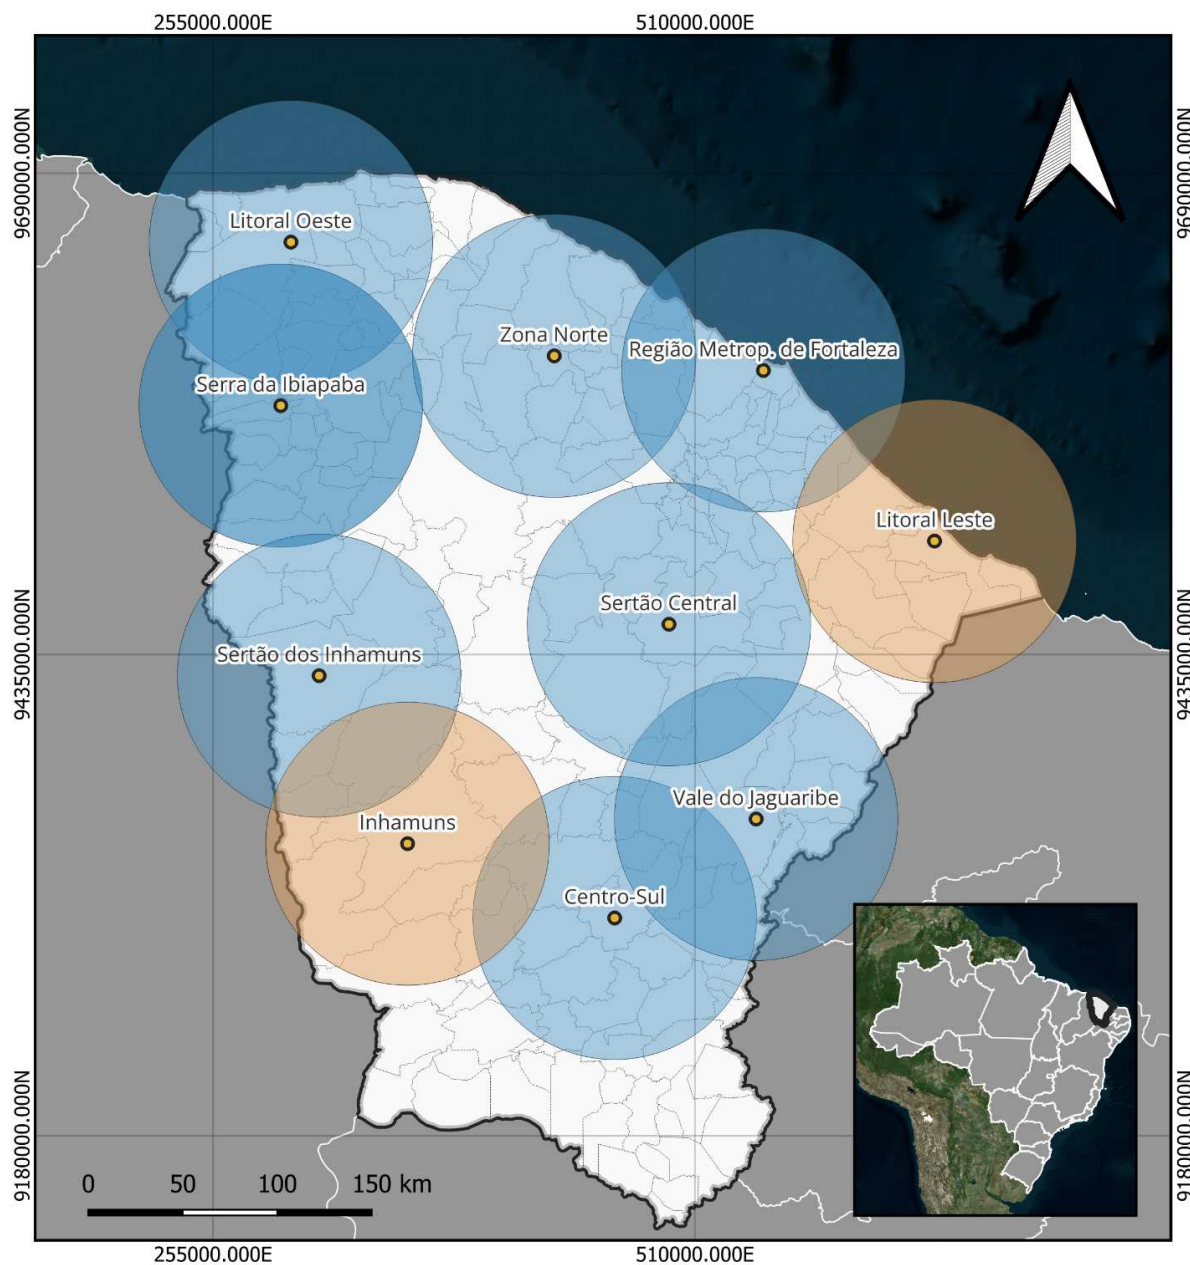 255000.000E 510000.000E
9690000.000N 9690000.000N
Litoral Oeste
Zona Norte
Região Metrop. de Fortaleza
Serra da Ibiapaba
Litoral Leste
Sertão Central
9435000.000N 9435000.000N
Sertão dos Inhamuns
Vale do Jaguaribe
Inhamuns
Centro-Sul
9180000.000N 9180000.000N
0 50 100 150 km
255000.000E 510000.000E